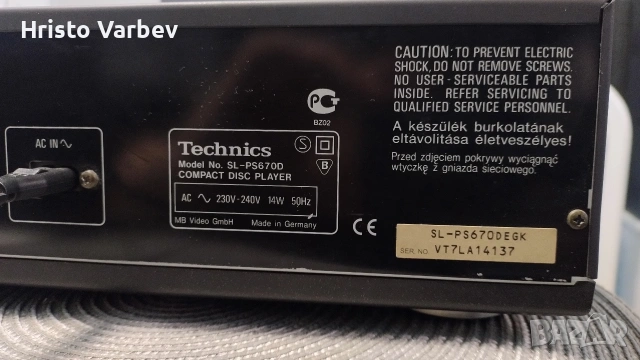 Hristo Varbev
CAUTION: TO PREVENT ELECTRIC
SHOCK, DO NOT REMOVE SCREWS.
NO USER-SERVICEABLE PARTS
INSIDE. REFER SERVICING TO
QUALIFIED SERVICE PERSONNEL.
A készülék burkolatának
eltávolítása életveszélyes!
Przed zdjęciem pokrywy wyciągnąć
wtyczkę z gniazda sieciowego.
BZ02
AC IN ∿
Technics
Model No. SL-PS670D
COMPACT DISC PLAYER
AC ∿ 230V-240V 14W 50Hz
MB Video GmbH Made in Germany
S
B
CE
SL-PS670DEGK
SER. NO. VT7LA14137
bazar